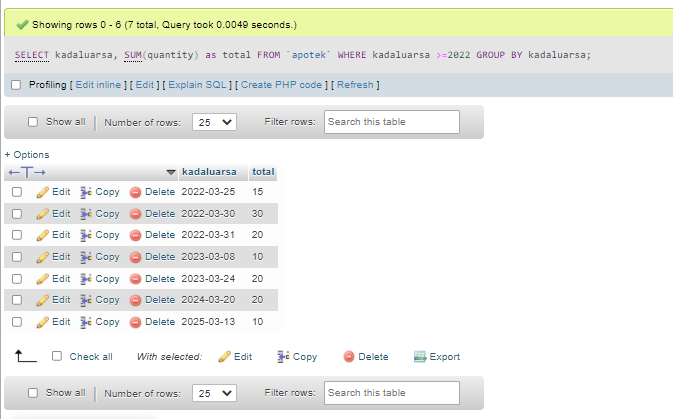 Showing rows 0 - 6 (7 total, Query took 0.0049 seconds.)
SELECT kadaluarsa, SUM(quantity) as total FROM `apotek` WHERE kadaluarsa >=2022 GROUP BY kadaluarsa;
Profiling [ Edit inline ] [ Edit ] [ Explain SQL ] [ Create PHP code ] [ Refresh ]
Show all | Number of rows: 25 Filter rows: Search this table
+ Options
←T→ kadaluarsa total
Edit Copy Delete 2022-03-25 15
Edit Copy Delete 2022-03-30 30
Edit Copy Delete 2022-03-31 20
Edit Copy Delete 2023-03-08 10
Edit Copy Delete 2023-03-24 20
Edit Copy Delete 2024-03-20 20
Edit Copy Delete 2025-03-13 10
Check all With selected: Edit Copy Delete Export
Show all | Number of rows: 25 Filter rows: Search this table